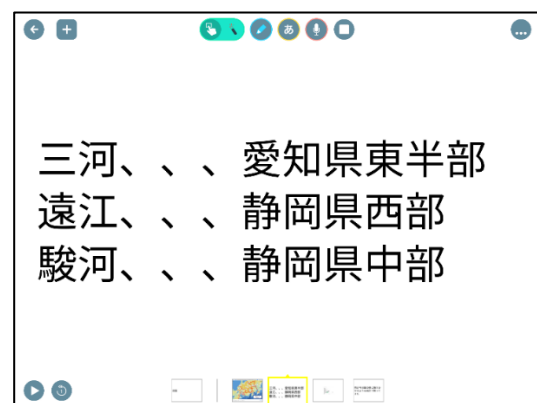 あ
三河、、、愛知県東半部
遠江、、、静岡県西部
駿河、、、静岡県中部